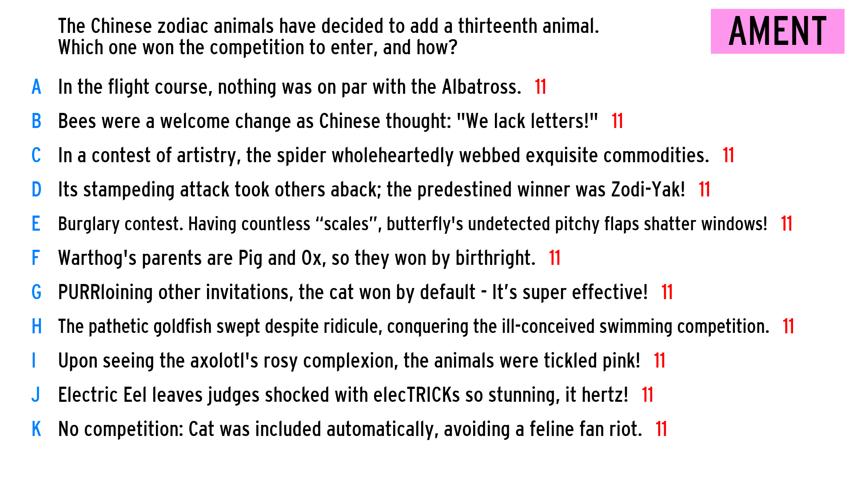 The Chinese zodiac animals have decided to add a thirteenth animal.
Which one won the competition to enter, and how?
AMENT
A In the flight course, nothing was on par with the Albatross. 11
B Bees were a welcome change as Chinese thought: "We lack letters!" 11
C In a contest of artistry, the spider wholeheartedly webbed exquisite commodities. 11
D Its stampeding attack took others aback; the predestined winner was Zodi-Yak! 11
E Burglary contest. Having countless “scales”, butterfly's undetected pitchy flaps shatter windows! 11
F Warthog's parents are Pig and Ox, so they won by birthright. 11
G PURRloining other invitations, the cat won by default - It’s super effective! 11
H The pathetic goldfish swept despite ridicule, conquering the ill-conceived swimming competition. 11
I Upon seeing the axolotl's rosy complexion, the animals were tickled pink! 11
J Electric Eel leaves judges shocked with elecTRICKs so stunning, it hertz! 11
K No competition: Cat was included automatically, avoiding a feline fan riot. 11